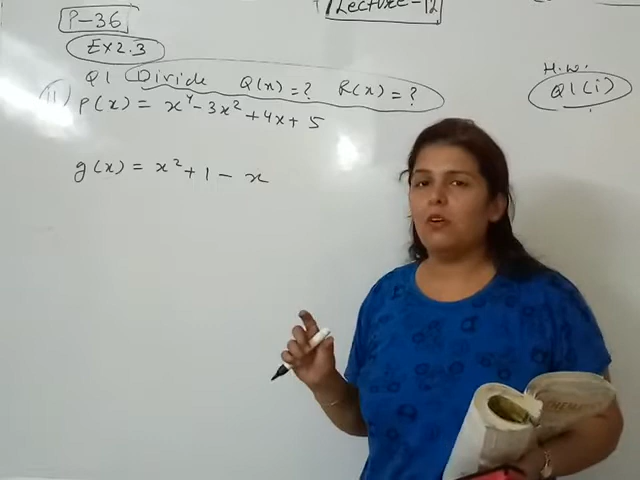 P-36
Lecture-12
Ex 2.3
Q1 Divide Q(x) = ? R(x) = ?
ii) p(x) = x⁴ - 3x² + 4x + 5
g(x) = x² + 1 - x
H.W.
Q1(i)